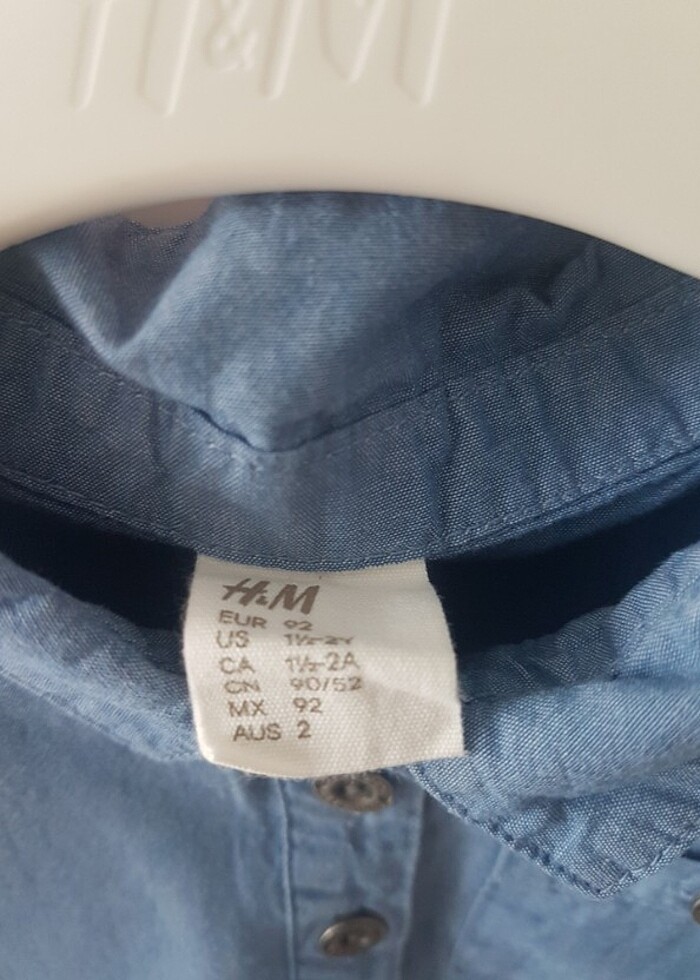 H&M
H&M
EUR 92
US 1½-2Y
CA 1½-2A
CN 90/52
MX 92
AUS 2